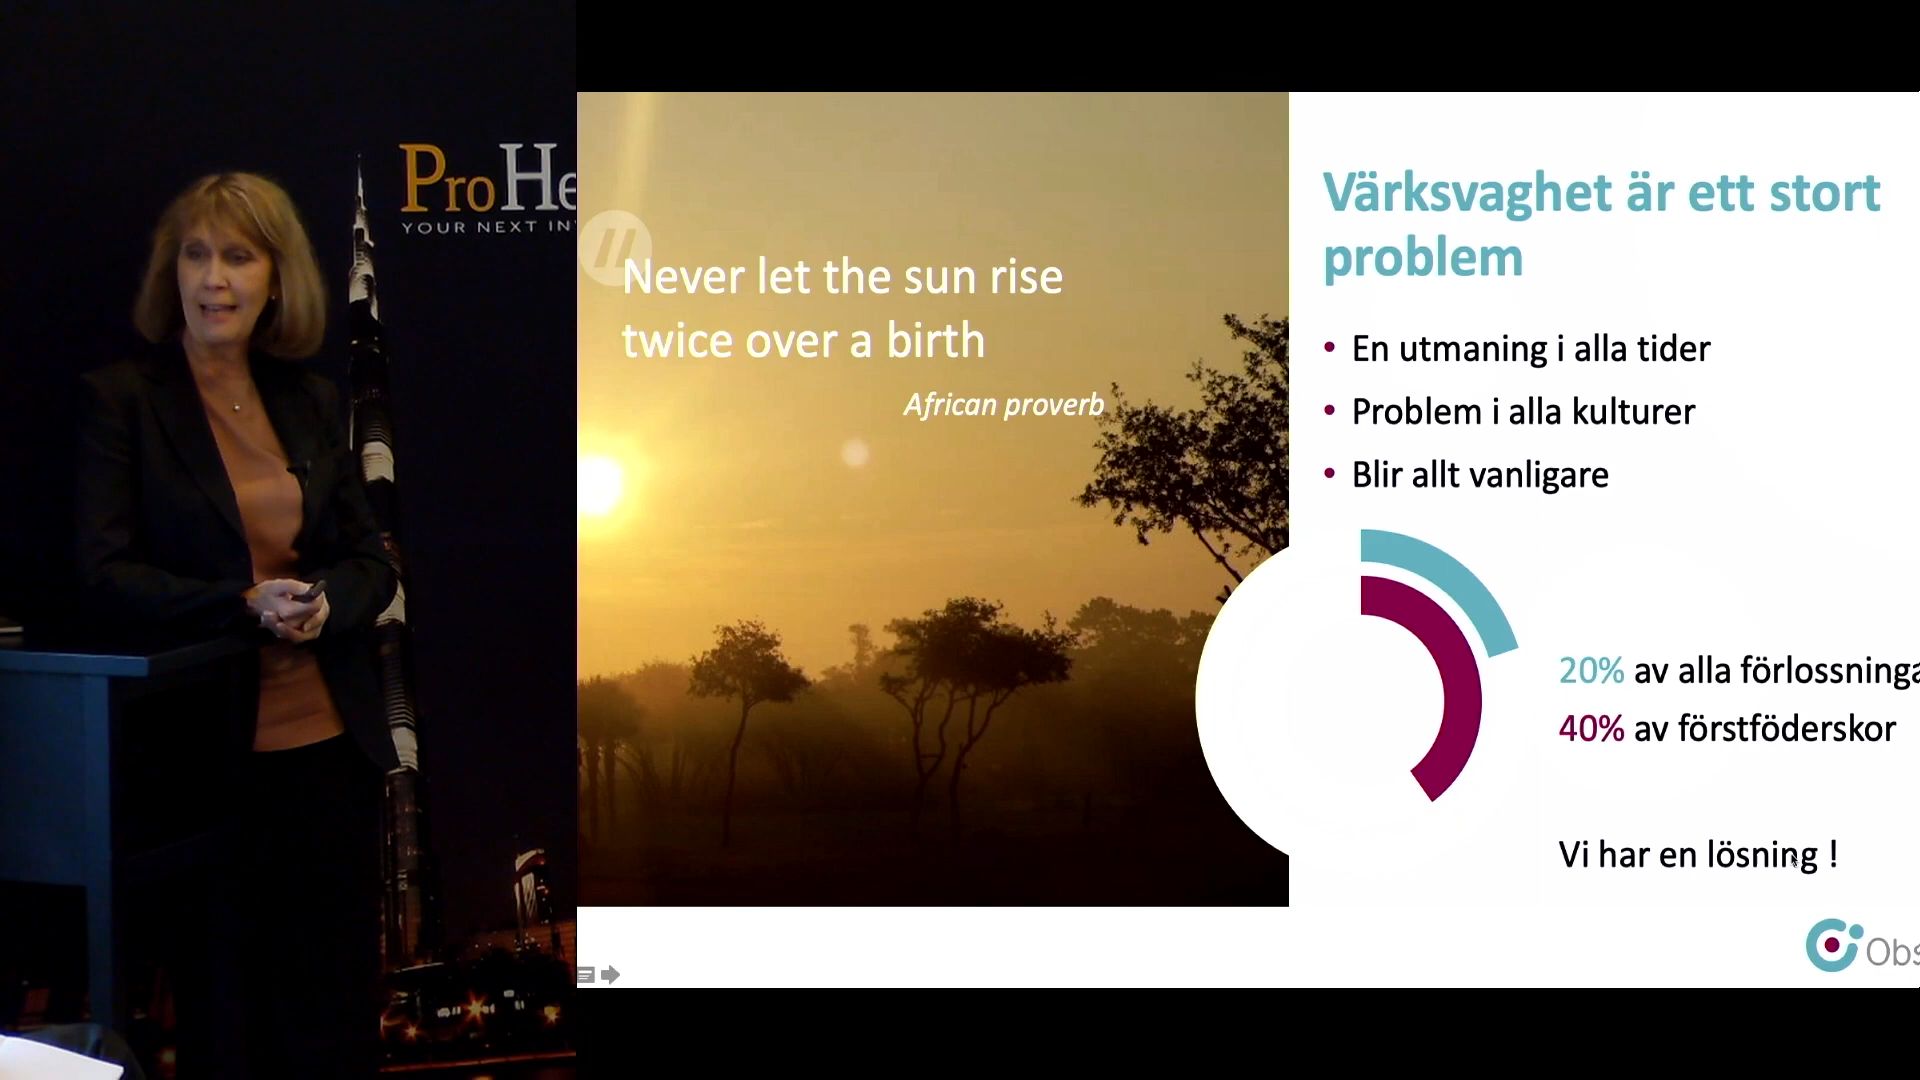 ProHe
YOUR NEXT IN
Never let the sun rise
twice over a birth
African proverb
Värksvaghet är ett stort
problem
• En utmaning i alla tider
• Problem i alla kulturer
• Blir allt vanligare
20% av alla förlossninga
40% av förstföderskor
Vi har en lösning !
Obs